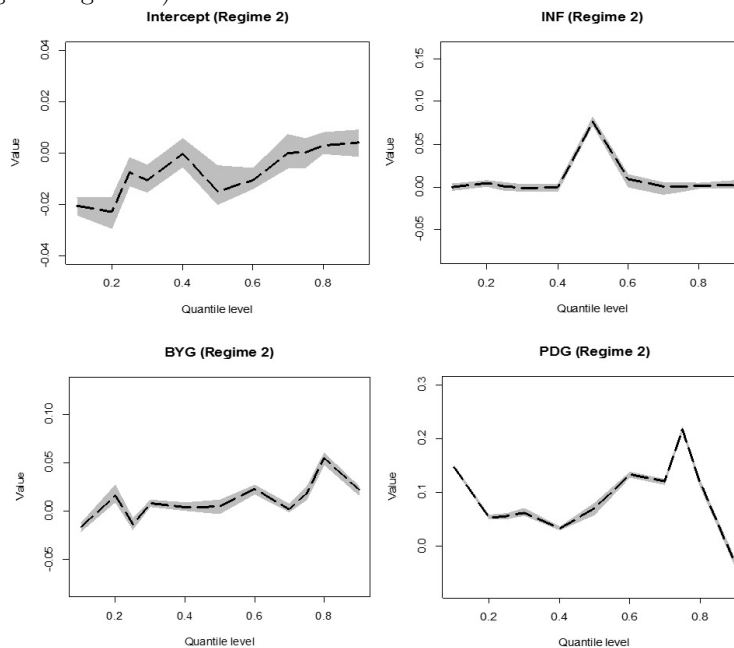 Intercept (Regime 2)
Value
0.04
0.02
0.00
-0.02
-0.04
0.2 0.4 0.6 0.8
Quantile level
INF (Regime 2)
Value
0.15
0.10
0.05
0.00
-0.05
0.2 0.4 0.6 0.8
Quantile level
BYG (Regime 2)
Value
0.10
0.05
0.00
-0.05
0.2 0.4 0.6 0.8
Quantile level
PDG (Regime 2)
Value
0.3
0.2
0.1
0.0
0.2 0.4 0.6 0.8
Quantile level